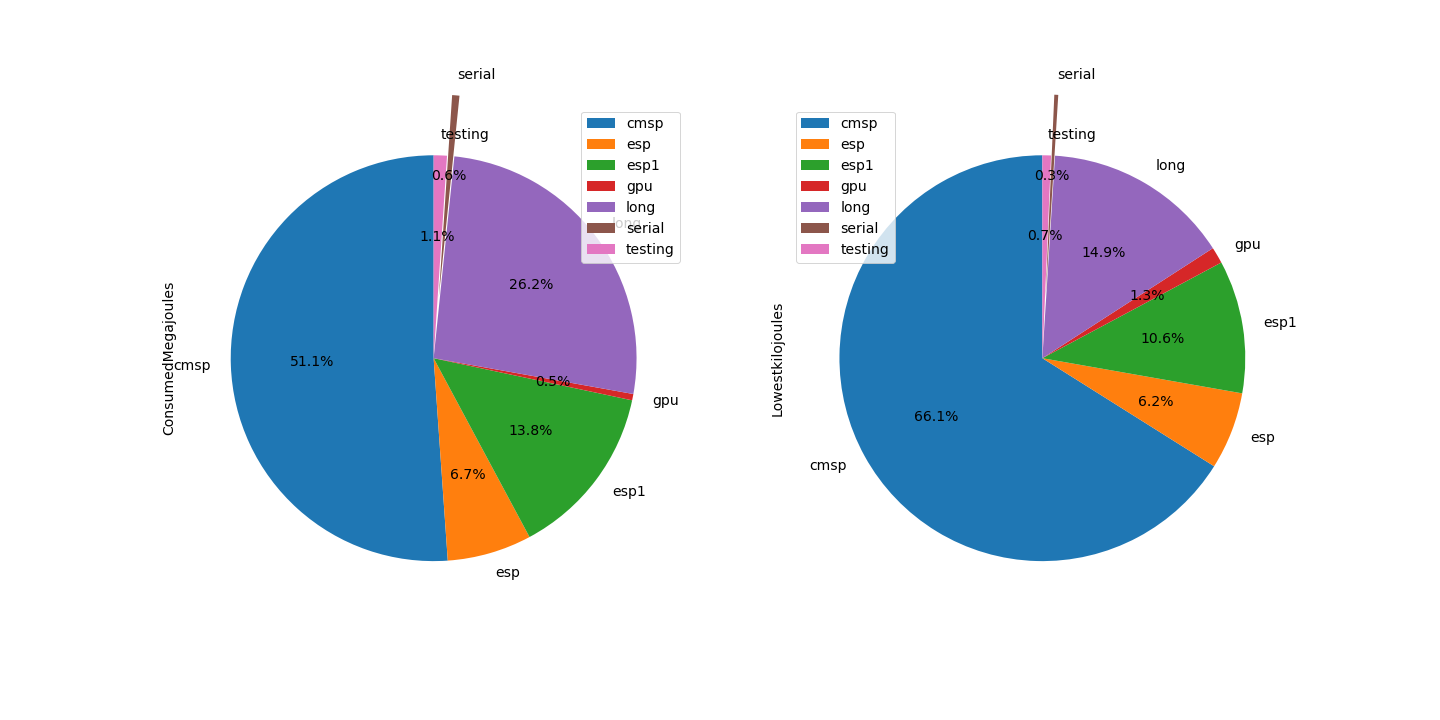 serial
testing
0.6%
1.1%
long
26.2%
51.1%
0.5%
13.8%
6.7%
cmsp
gpu
esp1
esp
ConsumedMegajoules
cmsp
esp
esp1
gpu
long
serial
testing
serial
testing
0.3%
0.7%
long
14.9%
gpu
1.3%
esp1
10.6%
6.2%
esp
66.1%
cmsp
Lowestkilojoules
cmsp
esp
esp1
gpu
long
serial
testing